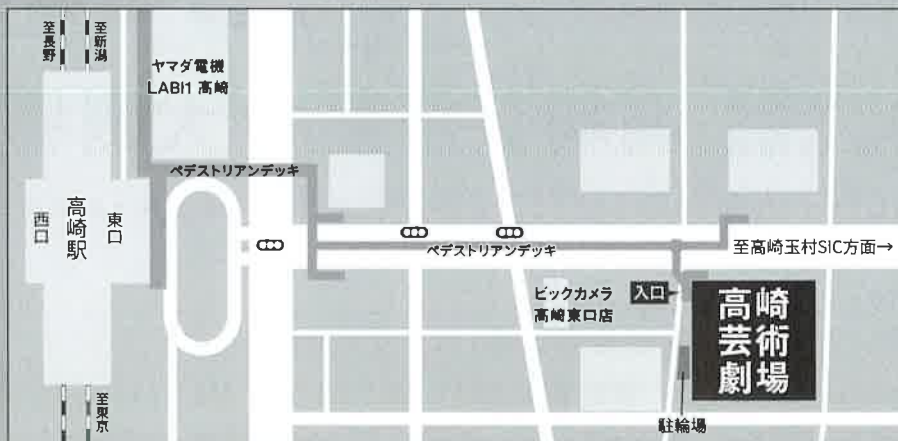 至長野
至新潟
ヤマダ電機
LABI1 高崎
ペデストリアンデッキ
西口
高崎駅
東口
ペデストリアンデッキ
至高崎玉村SIC方面→
ビックカメラ
高崎東口店
入口
高崎
芸術
劇場
駐輪場
至東京